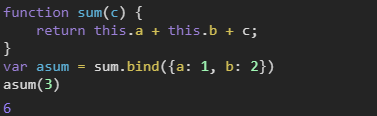 function sum(c) {
    return this.a + this.b + c;
}
var asum = sum.bind({a: 1, b: 2})
asum(3)
6